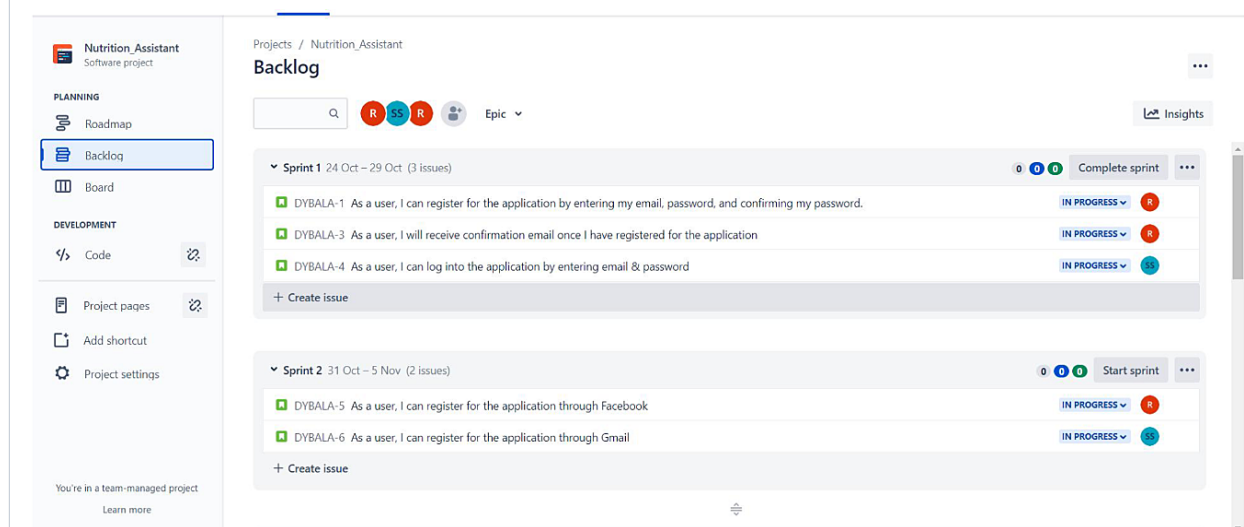 Nutrition_Assistant
Software project
PLANNING
Roadmap
Backlog
Board
DEVELOPMENT
Code
Project pages
Add shortcut
Project settings
You're in a team-managed project
Learn more
Projects / Nutrition_Assistant
Backlog
R SS R Epic
Insights
Sprint 1 24 Oct – 29 Oct (3 issues) 0 0 0 Complete sprint
DYBALA-1 As a user, I can register for the application by entering my email, password, and confirming my password. IN PROGRESS R
DYBALA-3 As a user, I will receive confirmation email once I have registered for the application IN PROGRESS R
DYBALA-4 As a user, I can log into the application by entering email & password IN PROGRESS SS
+ Create issue
Sprint 2 31 Oct – 5 Nov (2 issues) 0 0 0 Start sprint
DYBALA-5 As a user, I can register for the application through Facebook IN PROGRESS R
DYBALA-6 As a user, I can register for the application through Gmail IN PROGRESS SS
+ Create issue